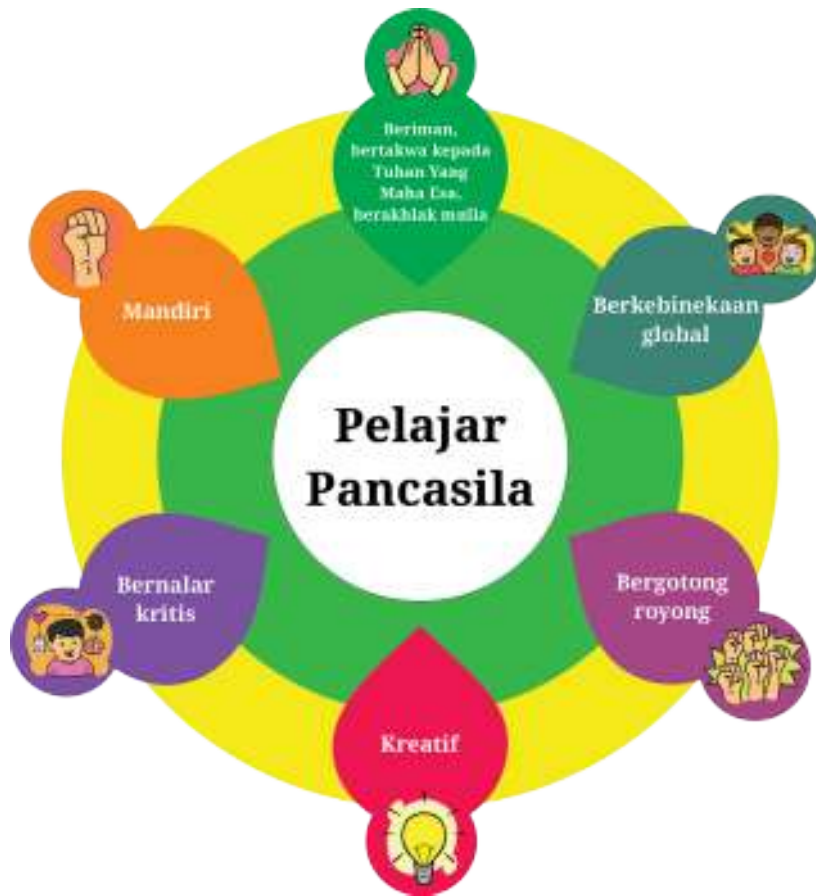 Beriman,
bertakwa kepada
Tuhan Yang
Maha Esa,
berakhlak mulia
Mandiri
Berkebinekaan
global
Pelajar
Pancasila
Bernalar
kritis
Bergotong
royong
Kreatif